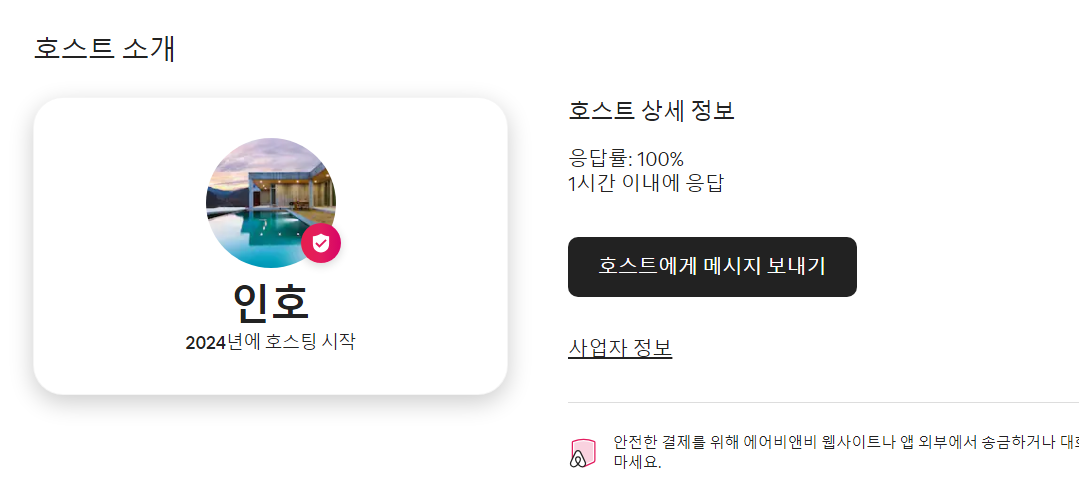 호스트 소개
인호
2024년에 호스팅 시작
호스트 상세 정보
응답률: 100%
1시간 이내에 응답
호스트에게 메시지 보내기
사업자 정보
안전한 결제를 위해 에어비앤비 웹사이트나 앱 외부에서 송금하거나
마세요.